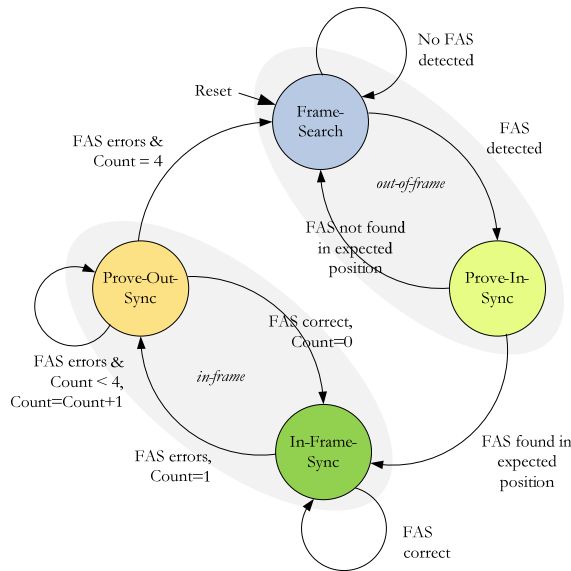 No FAS
detected
Reset
Frame-
Search
FAS errors &
Count = 4
FAS
detected
out-of-frame
FAS not found
in expected
position
Prove-Out-
Sync
Prove-In-
Sync
FAS correct,
Count=0
FAS errors &
Count < 4,
Count=Count+1
in-frame
In-Frame-
Sync
FAS errors,
Count=1
FAS found in
expected
position
FAS
correct